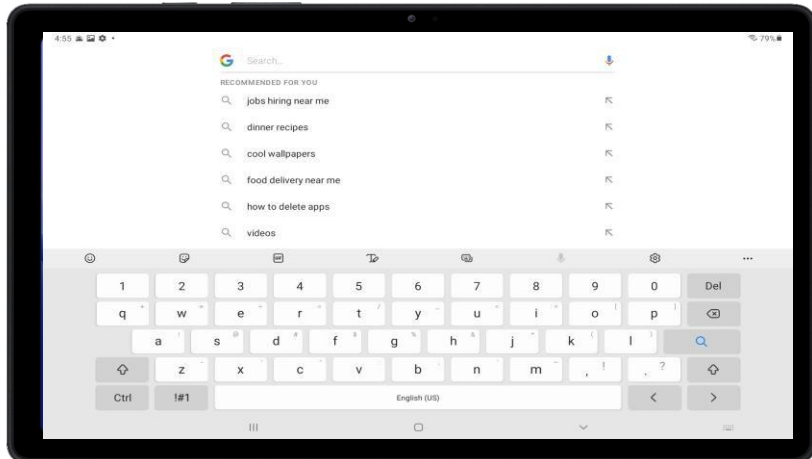 4:55
79%
G Search...
RECOMMENDED FOR YOU
jobs hiring near me
dinner recipes
cool wallpapers
food delivery near me
how to delete apps
videos
GIF
1 2 3 4 5 6 7 8 9 0 Del
q w e r t y u i o p
a s d f g h j k l
z x c v b n m , ! . ?
Ctrl !#1 English (US) < >